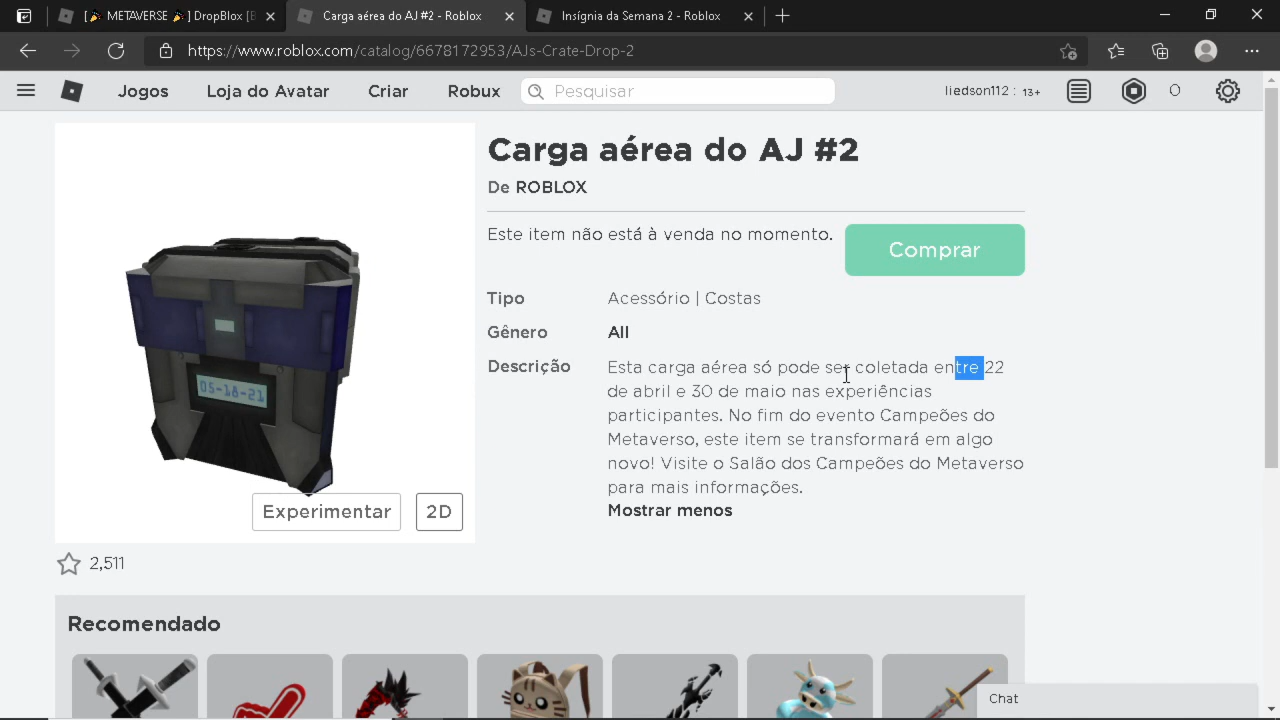 [ 🎉 METAVERSE 🎉 ] DropBlox [B
Carga aérea do AJ #2 - Roblox
Insígnia da Semana 2 - Roblox
https://www.roblox.com/catalog/6678172953/AJs-Crate-Drop-2
Jogos
Loja do Avatar
Criar
Robux
Pesquisar
liedson112 : 13+
0
Carga aérea do AJ #2
De ROBLOX
Este item não está à venda no momento.
Comprar
Tipo
Acessório | Costas
Gênero
All
Descrição
Esta carga aérea só pode ser coletada entre 22
de abril e 30 de maio nas experiências
participantes. No fim do evento Campeões do
Metaverso, este item se transformará em algo
novo! Visite o Salão dos Campeões do Metaverso
para mais informações.
Mostrar menos
05-18-21
Experimentar
2D
2,511
Recomendado
Chat